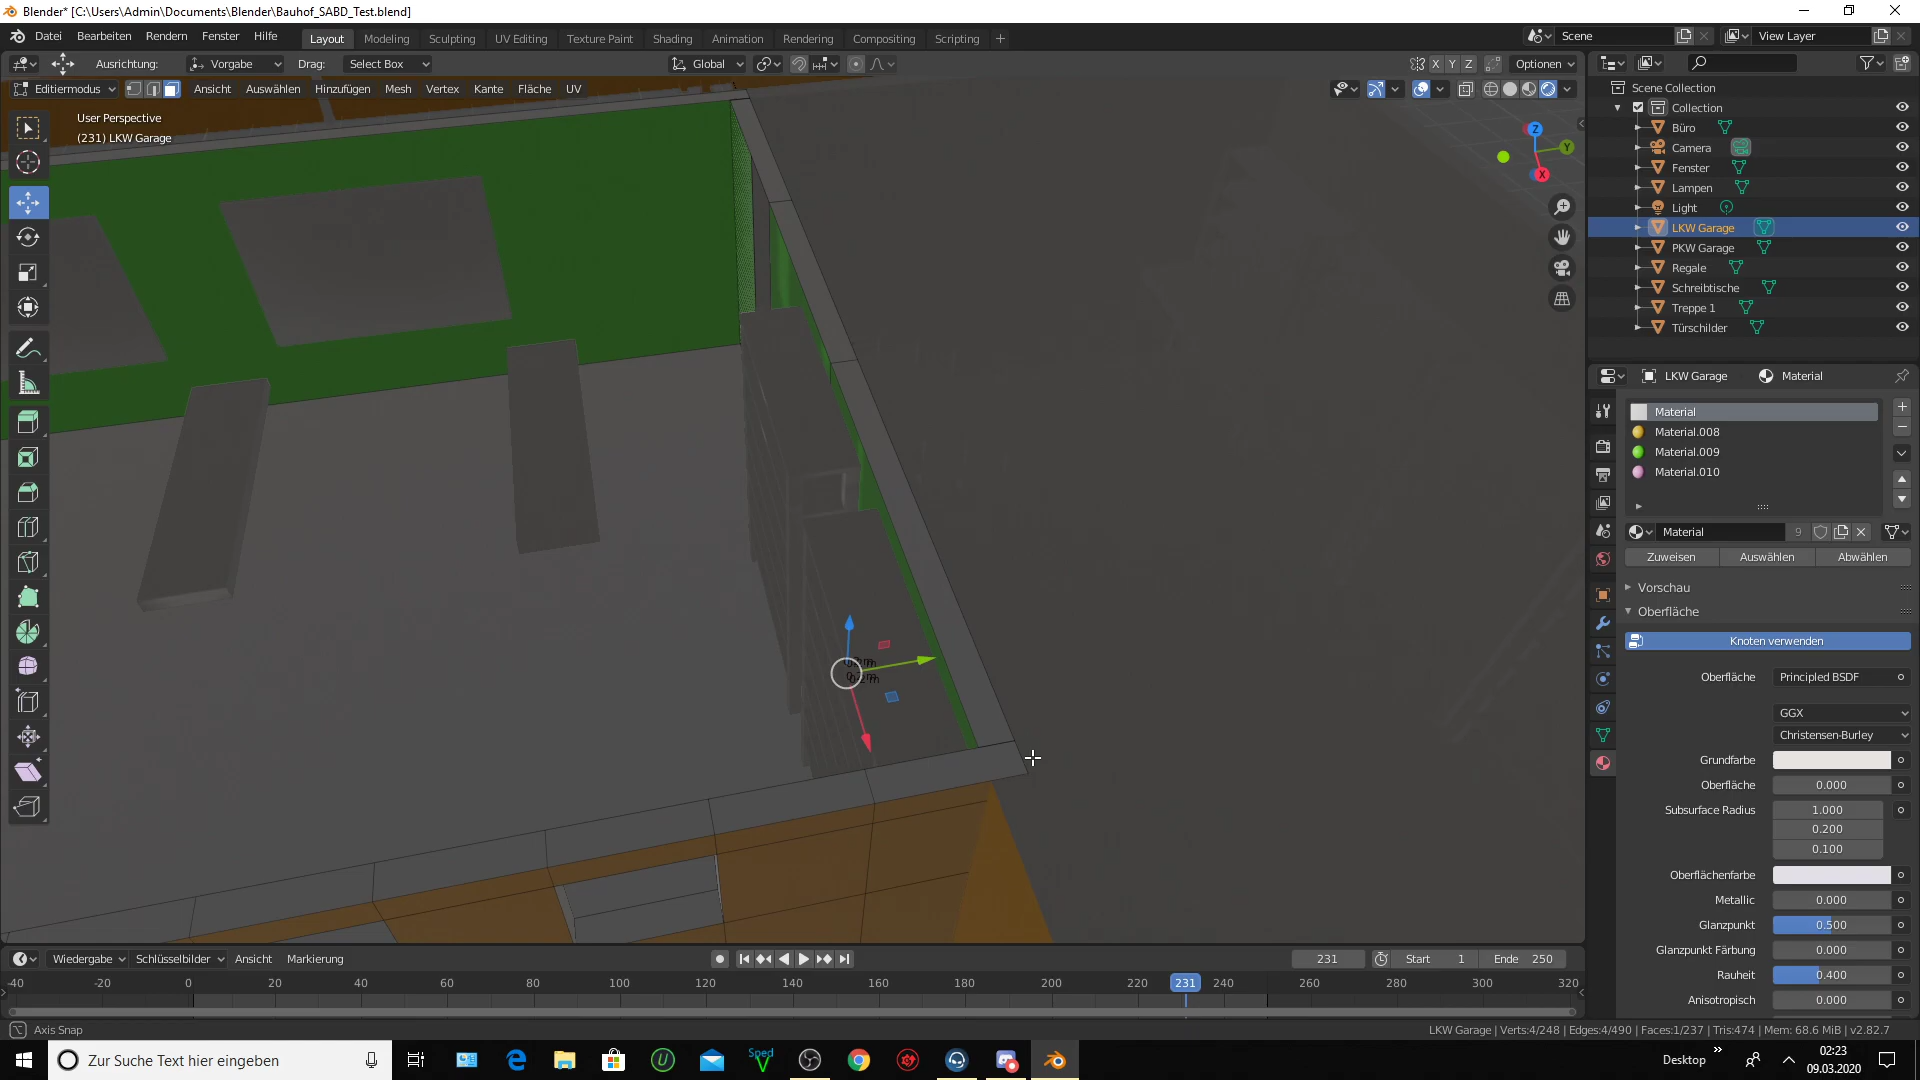 Blender* [C:\Users\Admin\Documents\Blender\Bauhof_SABD_Test.blend]
Datei Bearbeiten Rendern Fenster Hilfe Layout Modeling Sculpting UV Editing Texture Paint Shading Animation Rendering Compositing Scripting Scene View Layer
Ausrichtung: Vorgabe Drag: Select Box Global X Y Z Optionen
Editiermodus Ansicht Auswählen Hinzufügen Mesh Vertex Kante Fläche UV
User Perspective
(231) LKW Garage
Z
Y
X
Scene Collection
Collection
Büro
Camera
Fenster
Lampen
Light
LKW Garage
PKW Garage
Regale
Schreibtische
Treppe 1
Türschilder
LKW Garage Material
Material
Material.008
Material.009
Material.010
Material 9
Zuweisen Auswählen Abwählen
Vorschau
Oberfläche
Knoten verwenden
Oberfläche Principled BSDF
GGX
Christensen-Burley
Grundfarbe
Oberfläche 0.000
Subsurface Radius 1.000
0.200
0.100
Oberflächenfarbe
Metallic 0.000
Glanzpunkt 0.500
Glanzpunkt Färbung 0.000
Rauheit 0.400
Anisotropisch 0.000
Wiedergabe Schlüsselbilder Ansicht Markierung 231 Start 1 Ende 250
-40 -20 0 20 40 60 80 100 120 140 160 180 200 220 231 240 260 280 300 320
Axis Snap
LKW Garage | Verts:4/248 | Edges:4/490 | Faces:1/237 | Tris:474 | Mem: 68.6 MiB | v2.82.7
Zur Suche Text hier eingeben
Sped
V
Desktop
02:23
09.03.2020